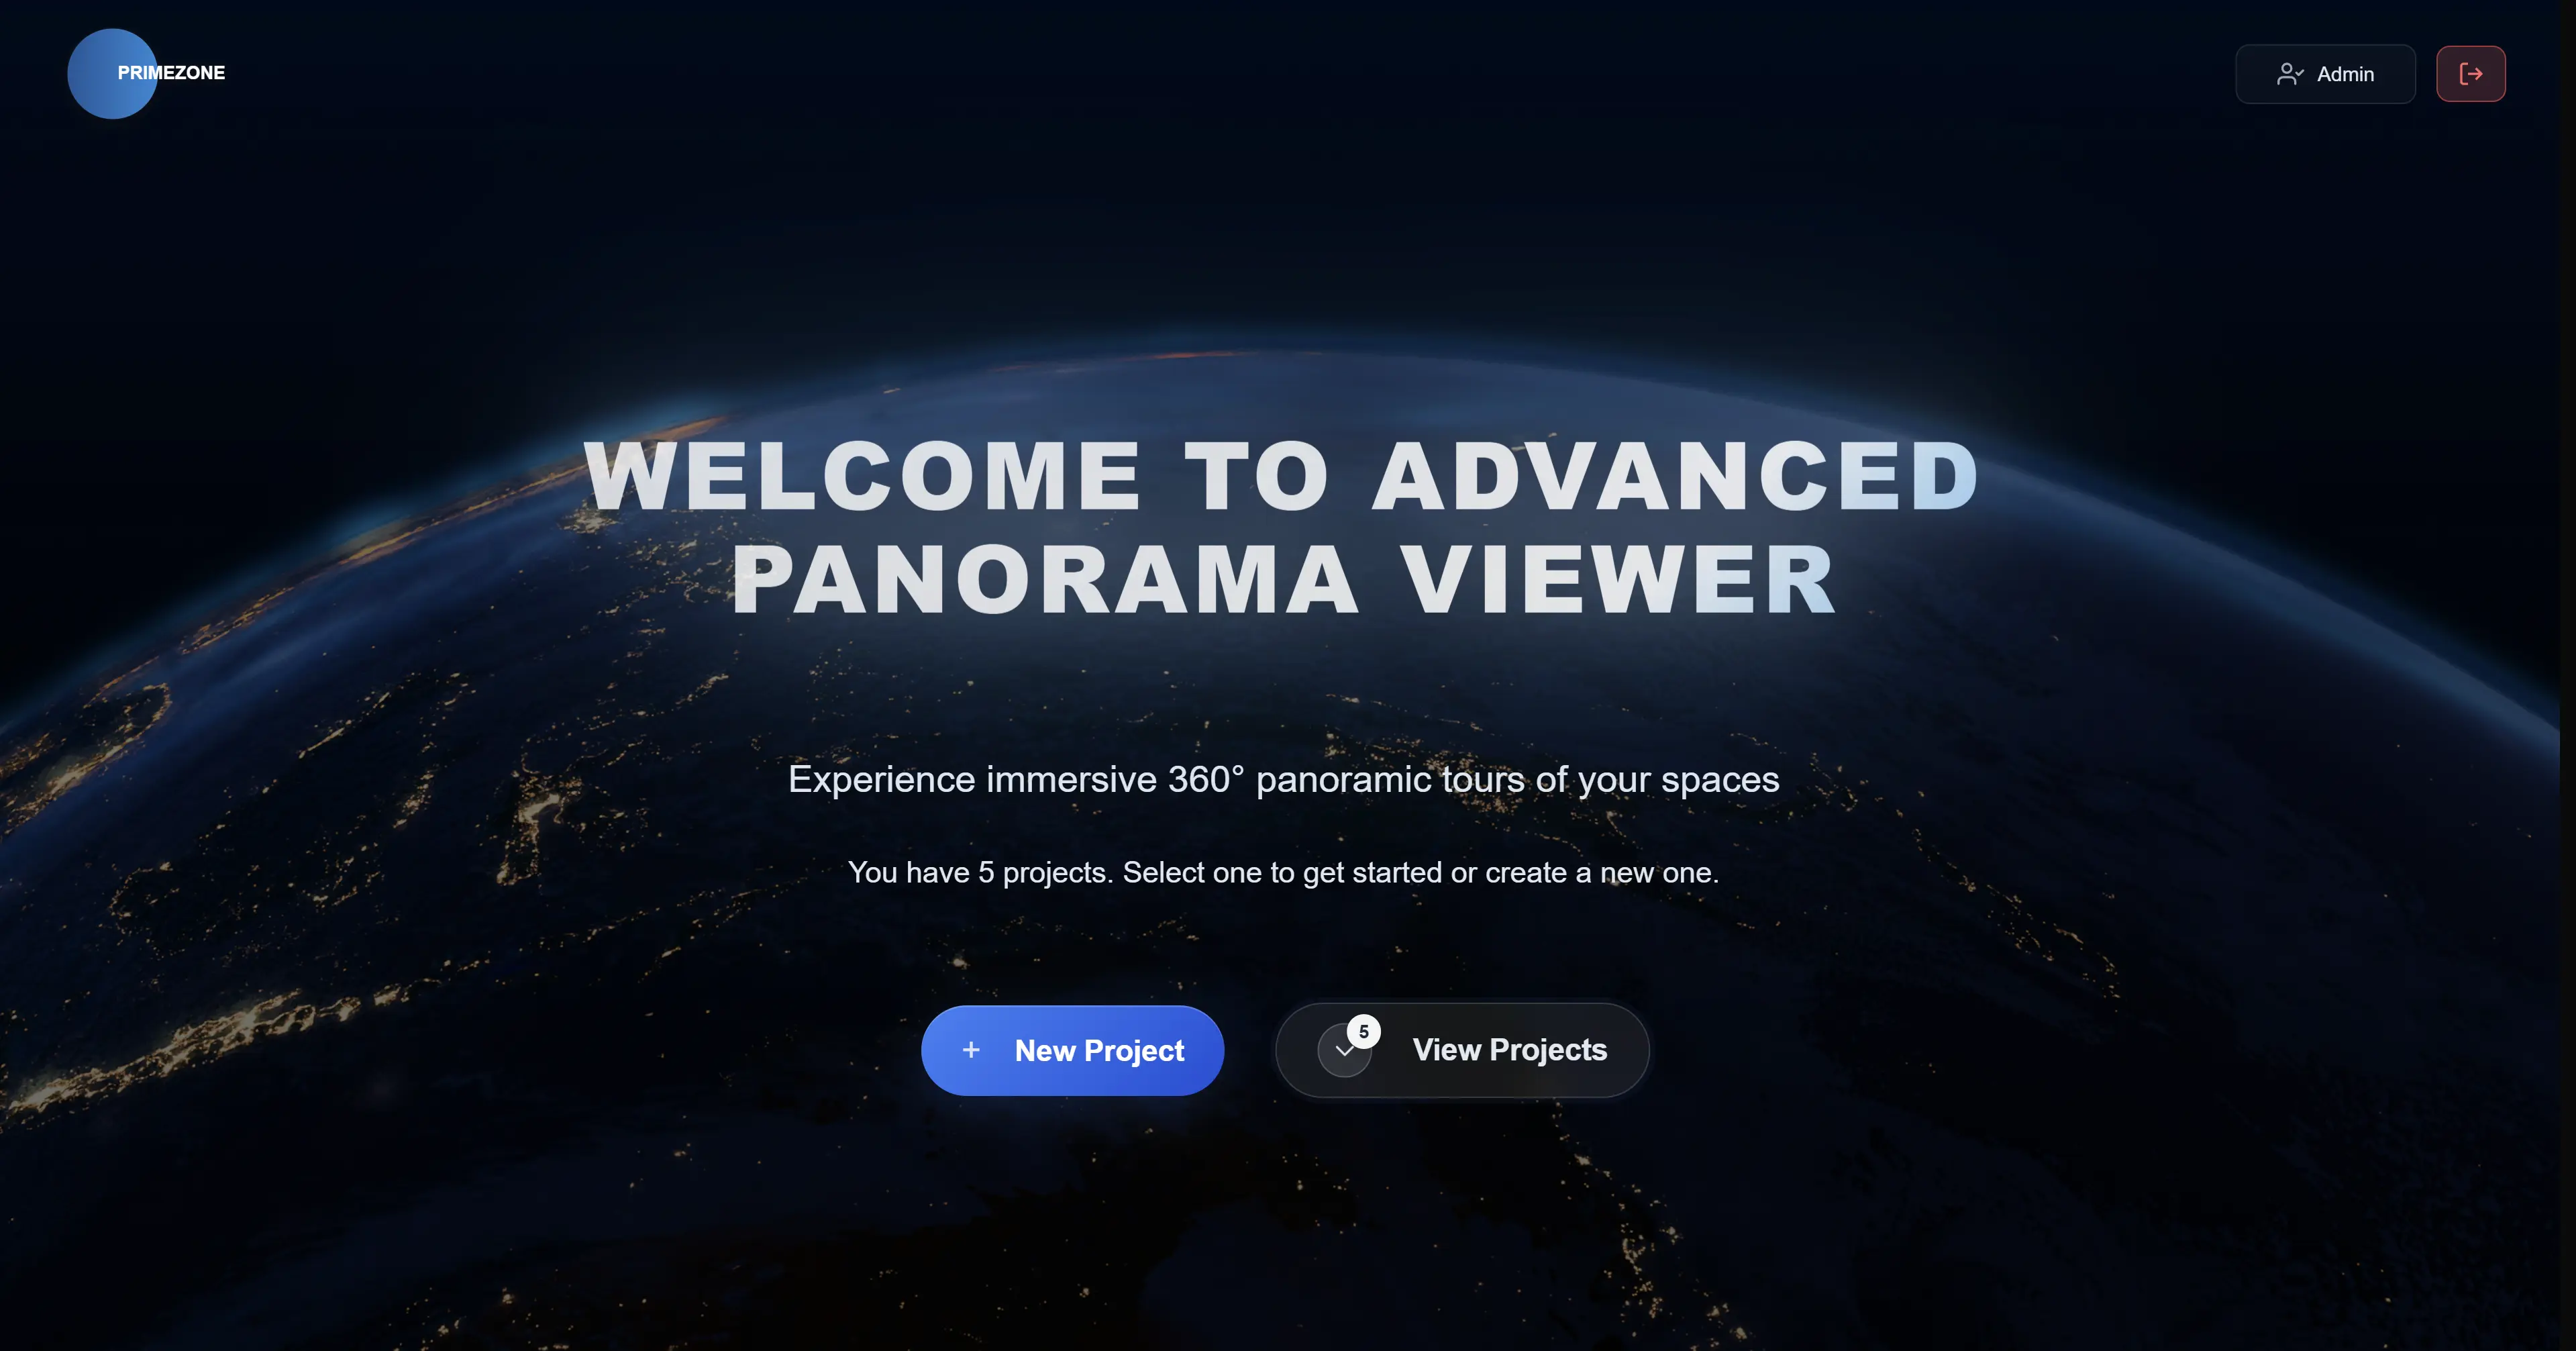 PRIMEZONE
Admin
WELCOME TO ADVANCED
PANORAMA VIEWER
Experience immersive 360° panoramic tours of your spaces
You have 5 projects. Select one to get started or create a new one.
+ New Project
5
View Projects